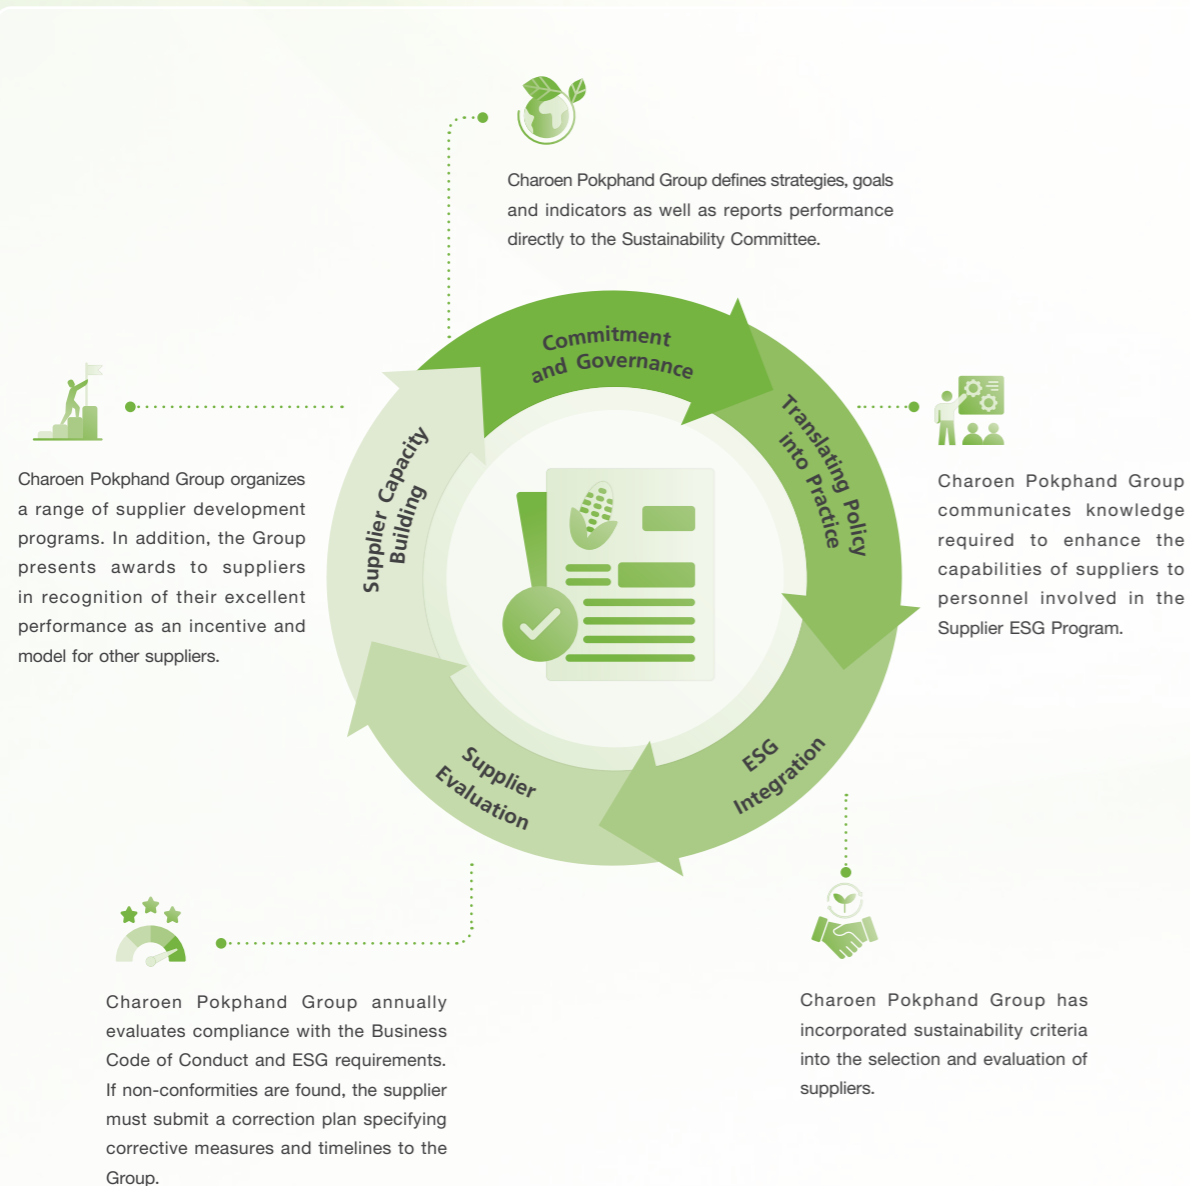 Charoen Pokphand Group defines strategies, goals
and indicators as well as reports performance
directly to the Sustainability Committee.
Commitment
and Governance
Translating Policy
into Practice
Charoen Pokphand Group
communicates knowledge
required to enhance the
capabilities of suppliers to
personnel involved in the
Supplier ESG Program.
ESG
Integration
Charoen Pokphand Group has
incorporated sustainability criteria
into the selection and evaluation of
suppliers.
Supplier
Evaluation
Charoen Pokphand Group annually
evaluates compliance with the Business
Code of Conduct and ESG requirements.
If non-conformities are found, the supplier
must submit a correction plan specifying
corrective measures and timelines to the
Group.
Supplier Capacity
Building
Charoen Pokphand Group organizes
a range of supplier development
programs. In addition, the Group
presents awards to suppliers
in recognition of their excellent
performance as an incentive and
model for other suppliers.